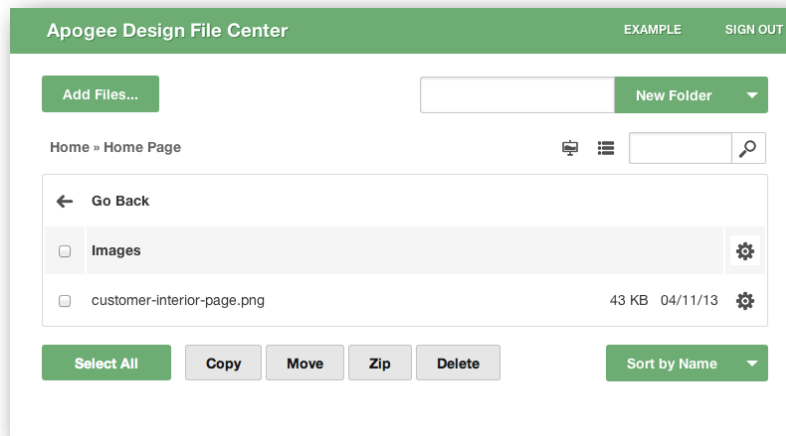 Apogee Design File Center EXAMPLE SIGN OUT
Add Files... New Folder
Home » Home Page
Go Back
Images
customer-interior-page.png 43 KB 04/11/13
Select All Copy Move Zip Delete Sort by Name